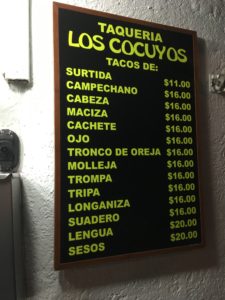 TAQUERIA
LOS COCUYOS
TACOS DE:
SURTIDA $11.00
CAMPECHANO $16.00
CABEZA $16.00
MACIZA $16.00
CACHETE $16.00
OJO $16.00
TRONCO DE OREJA $16.00
MOLLEJA $16.00
TROMPA $16.00
TRIPA $16.00
LONGANIZA $16.00
SUADERO $16.00
LENGUA $20.00
SESOS $20.00